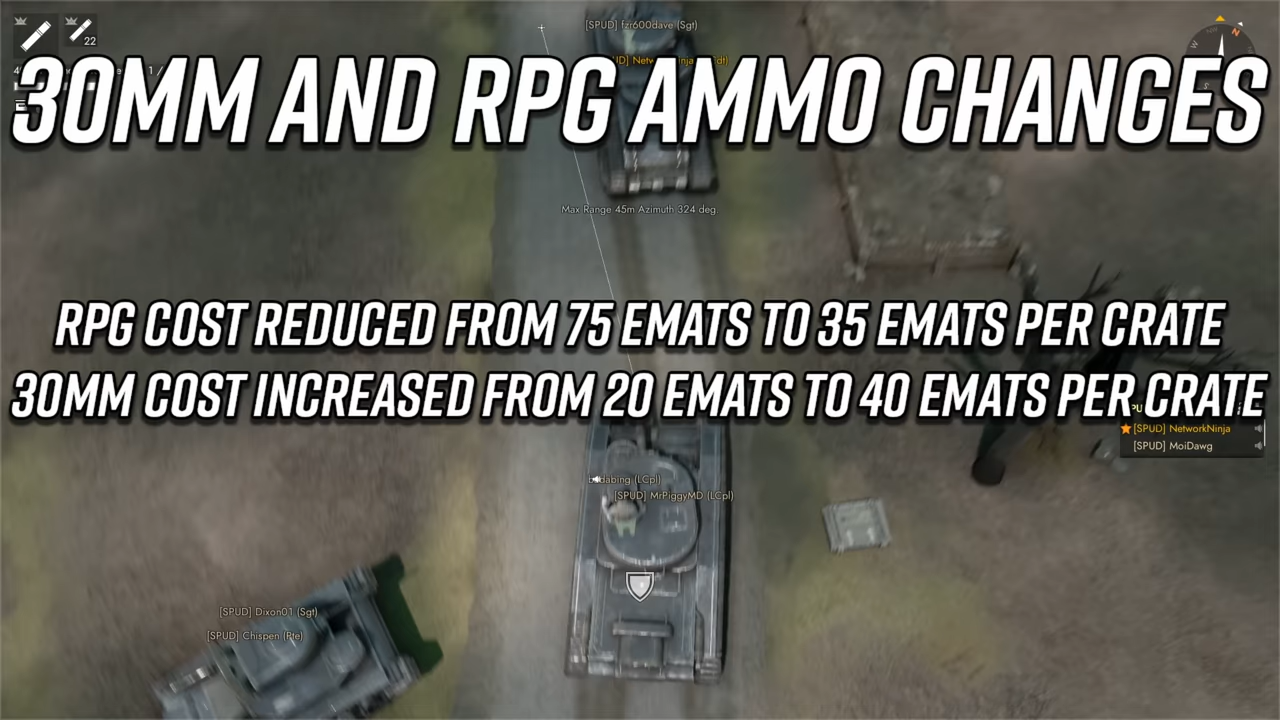 [SPUD] fzr600dave (Sgt)
22
30MM AND RPG AMMO CHANGES
Max Range 45m Azimuth 324 deg.
RPG COST REDUCED FROM 75 EMATS TO 35 EMATS PER CRATE
30MM COST INCREASED FROM 20 EMATS TO 40 EMATS PER CRATE
[SPUD] NetworkNinja
[SPUD] MoiDawg
[SPUD] MrPiggyMD (LCpl)
[SPUD] Dixon01 (Sgt)
[SPUD] Chispen (Pte)